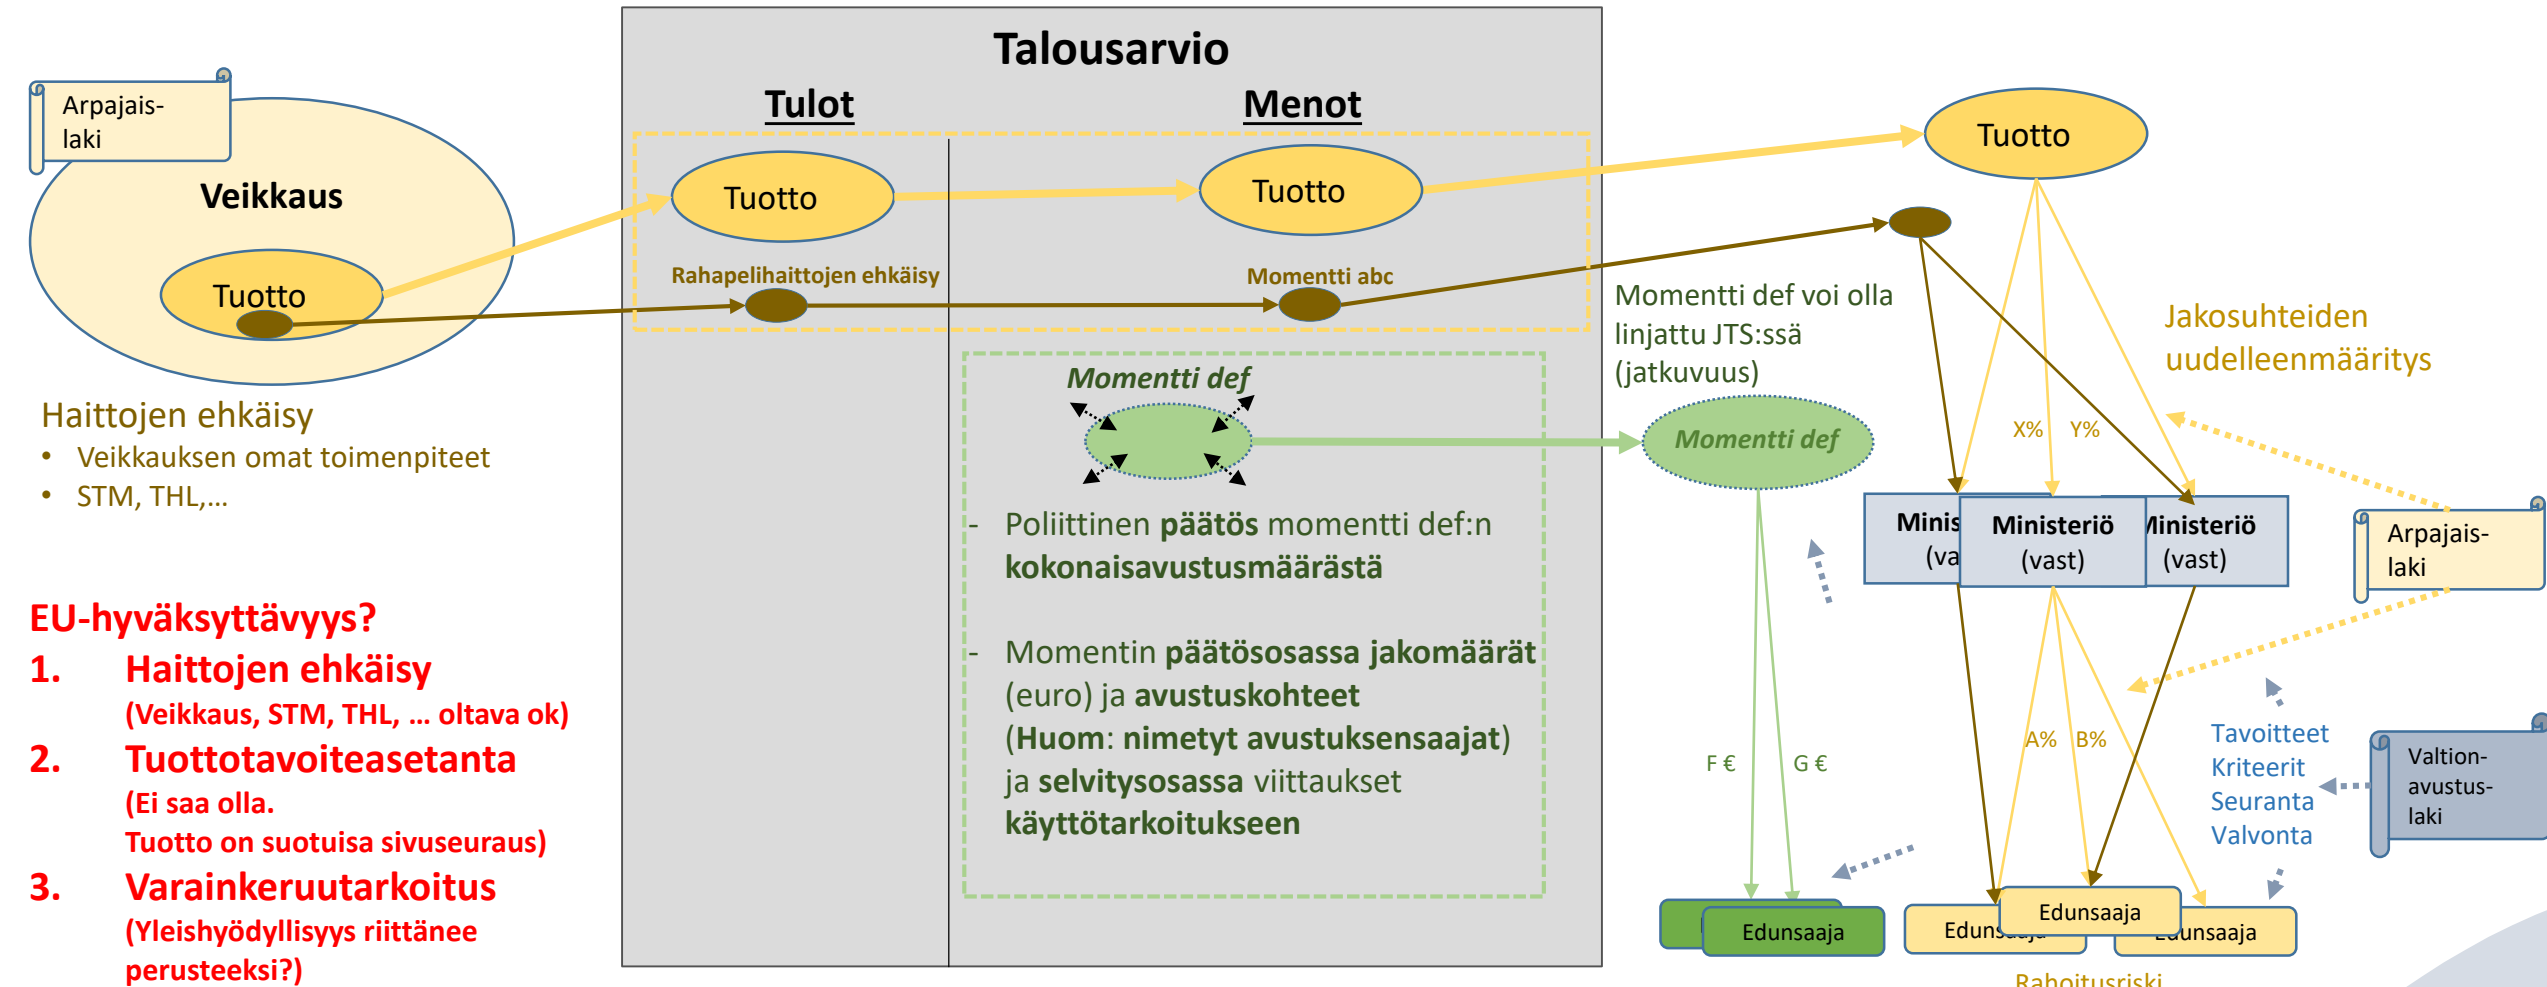 Talousarvio
Tulot
Menot
Arpajais-
laki
Veikkaus
Tuotto
Tuotto
Tuotto
Tuotto
Rahapelihaittojen ehkäisy
Momentti abc
Haittojen ehkäisy
• Veikkauksen omat toimenpiteet
• STM, THL,...
EU-hyväksyttävyys?
1. Haittojen ehkäisy
(Veikkaus, STM, THL, ... oltava ok)
2. Tuottotavoiteasetanta
(Ei saa olla.
Tuotto on suotuisa sivuseuraus)
3. Varainkeruutarkoitus
(Yleishyödyllisyys riittänee
perusteeksi?)
Momentti def
- Poliittinen päätös momentti def:n
kokonaisavustusmäärästä
- Momentin päätösosassa jakomäärät
(euro) ja avustuskohteet
(Huom: nimetyt avustuksensaajat)
ja selvitysosassa viittaukset
käyttötarkoitukseen
Momentti def voi olla
linjattu JTS:ssä
(jatkuvuus)
Momentti def
F €
G €
Edunsaaja
Jakosuhteiden
uudelleenmääritys
X%
Y%
Minis
(va
Ministeriö
(vast)
Ministeriö
(vast)
Arpajais-
laki
A%
B%
Tavoitteet
Kriteerit
Seuranta
Valvonta
Valtion-
avustus-
laki
Edunsaaja
Edunsaaja
Edunsaaja
Rahoitusriski